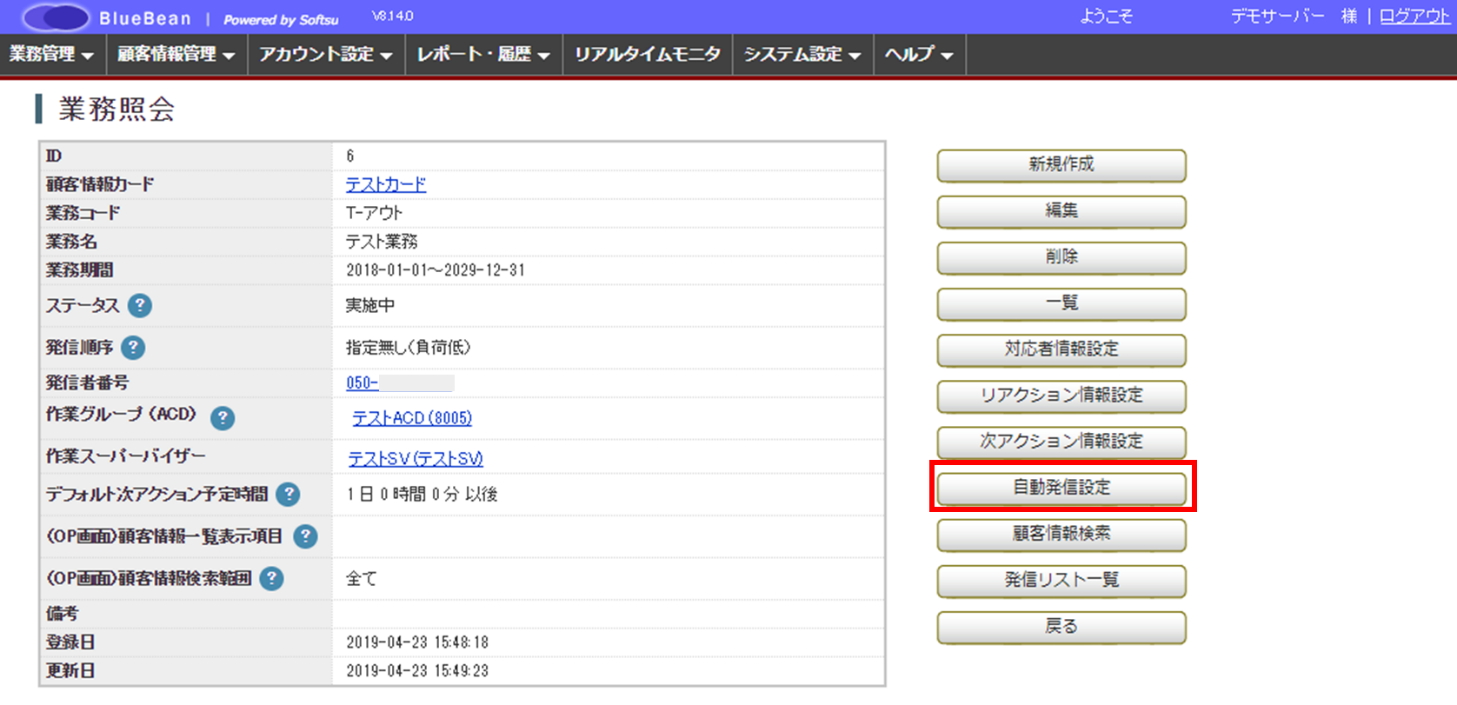 BlueBean | Powered by Softsu V8.14.0 ようこそ デモサーバー 様 | ログアウト
業務管理 顧客情報管理 アカウント設定 レポート・履歴 リアルタイムモニタ システム設定 ヘルプ
業務照会
ID 6
顧客情報カード テストカード
業務コード T-アウト
業務名 テスト業務
業務期間 2018-01-01～2029-12-31
ステータス ? 実施中
発信順序 ? 指定無し(負荷低)
発信者番号 050-
作業グループ(ACD) ? テストACD(8005)
作業スーパーバイザー テストSV(テストSV)
デフォルト次アクション予定時間 ? 1 日 0 時間 0 分 以後
(OP画面)顧客情報一覧表示項目 ?
(OP画面)顧客情報検索範囲 ? 全て
備考
登録日 2019-04-23 15:48:18
更新日 2019-04-23 15:49:23
新規作成
編集
削除
一覧
対応者情報設定
リアクション情報設定
次アクション情報設定
自動発信設定
顧客情報検索
発信リスト一覧
戻る